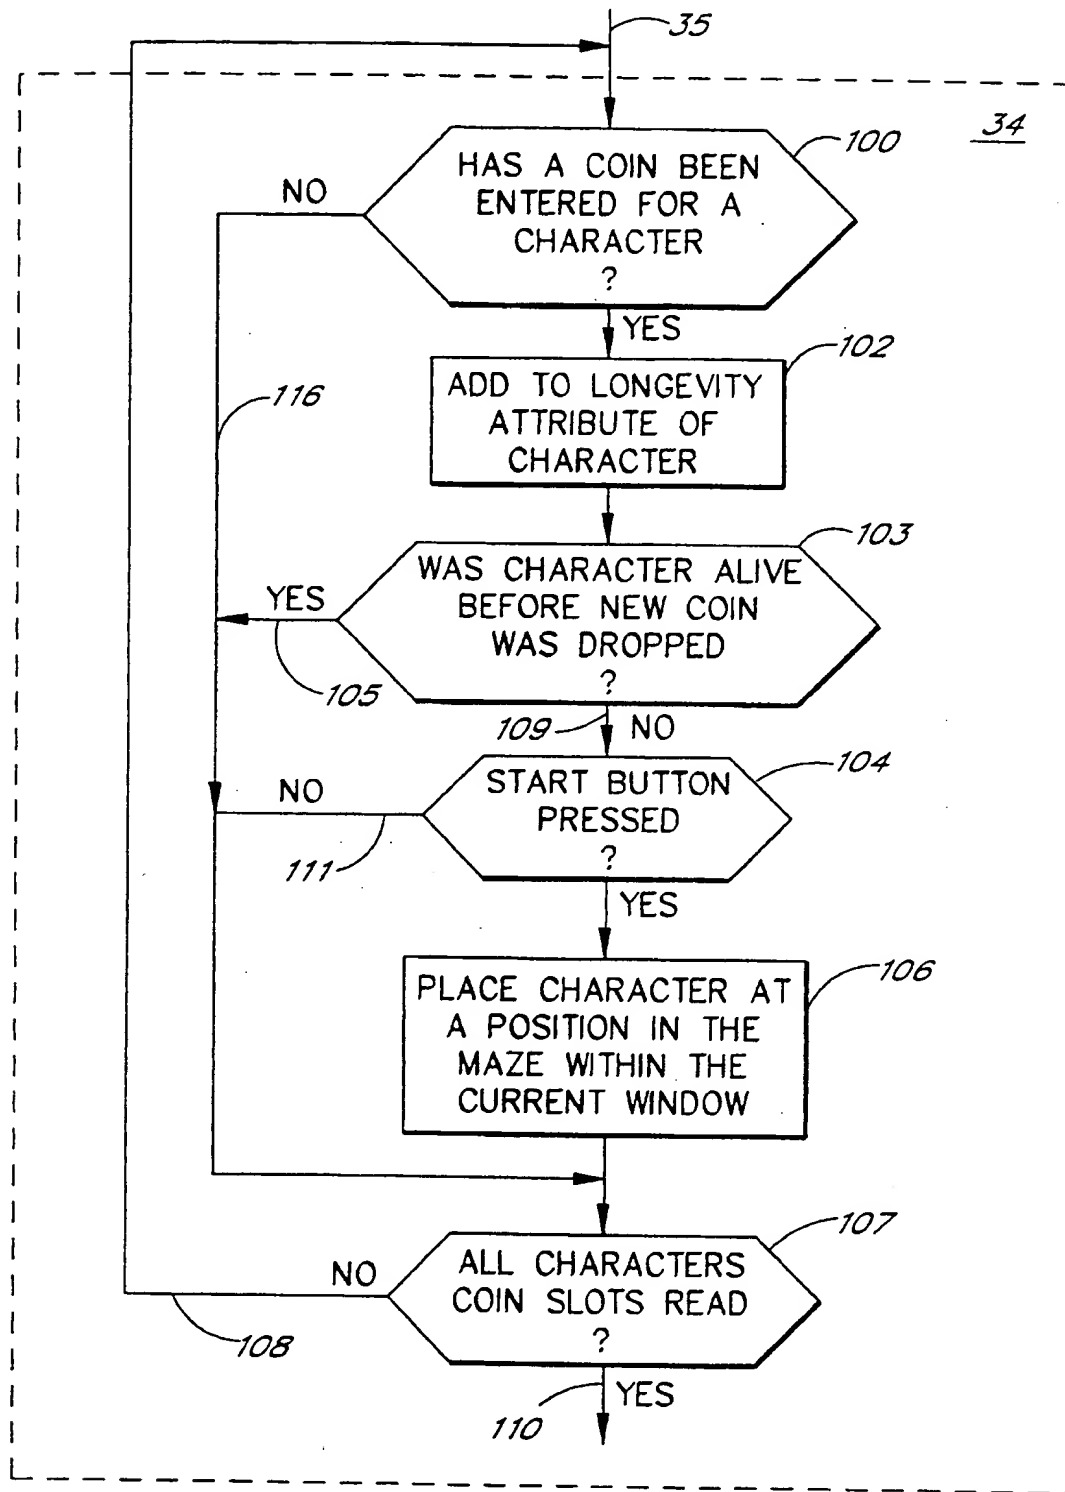 35
34
100
HAS A COIN BEEN
ENTERED FOR A
CHARACTER
?
NO
YES
102
ADD TO LONGEVITY
ATTRIBUTE OF
CHARACTER
116
103
WAS CHARACTER ALIVE
BEFORE NEW COIN
WAS DROPPED
?
YES
105
109
NO
104
START BUTTON
PRESSED
?
NO
111
YES
106
PLACE CHARACTER AT
A POSITION IN THE
MAZE WITHIN THE
CURRENT WINDOW
107
ALL CHARACTERS
COIN SLOTS READ
?
NO
108
YES
110